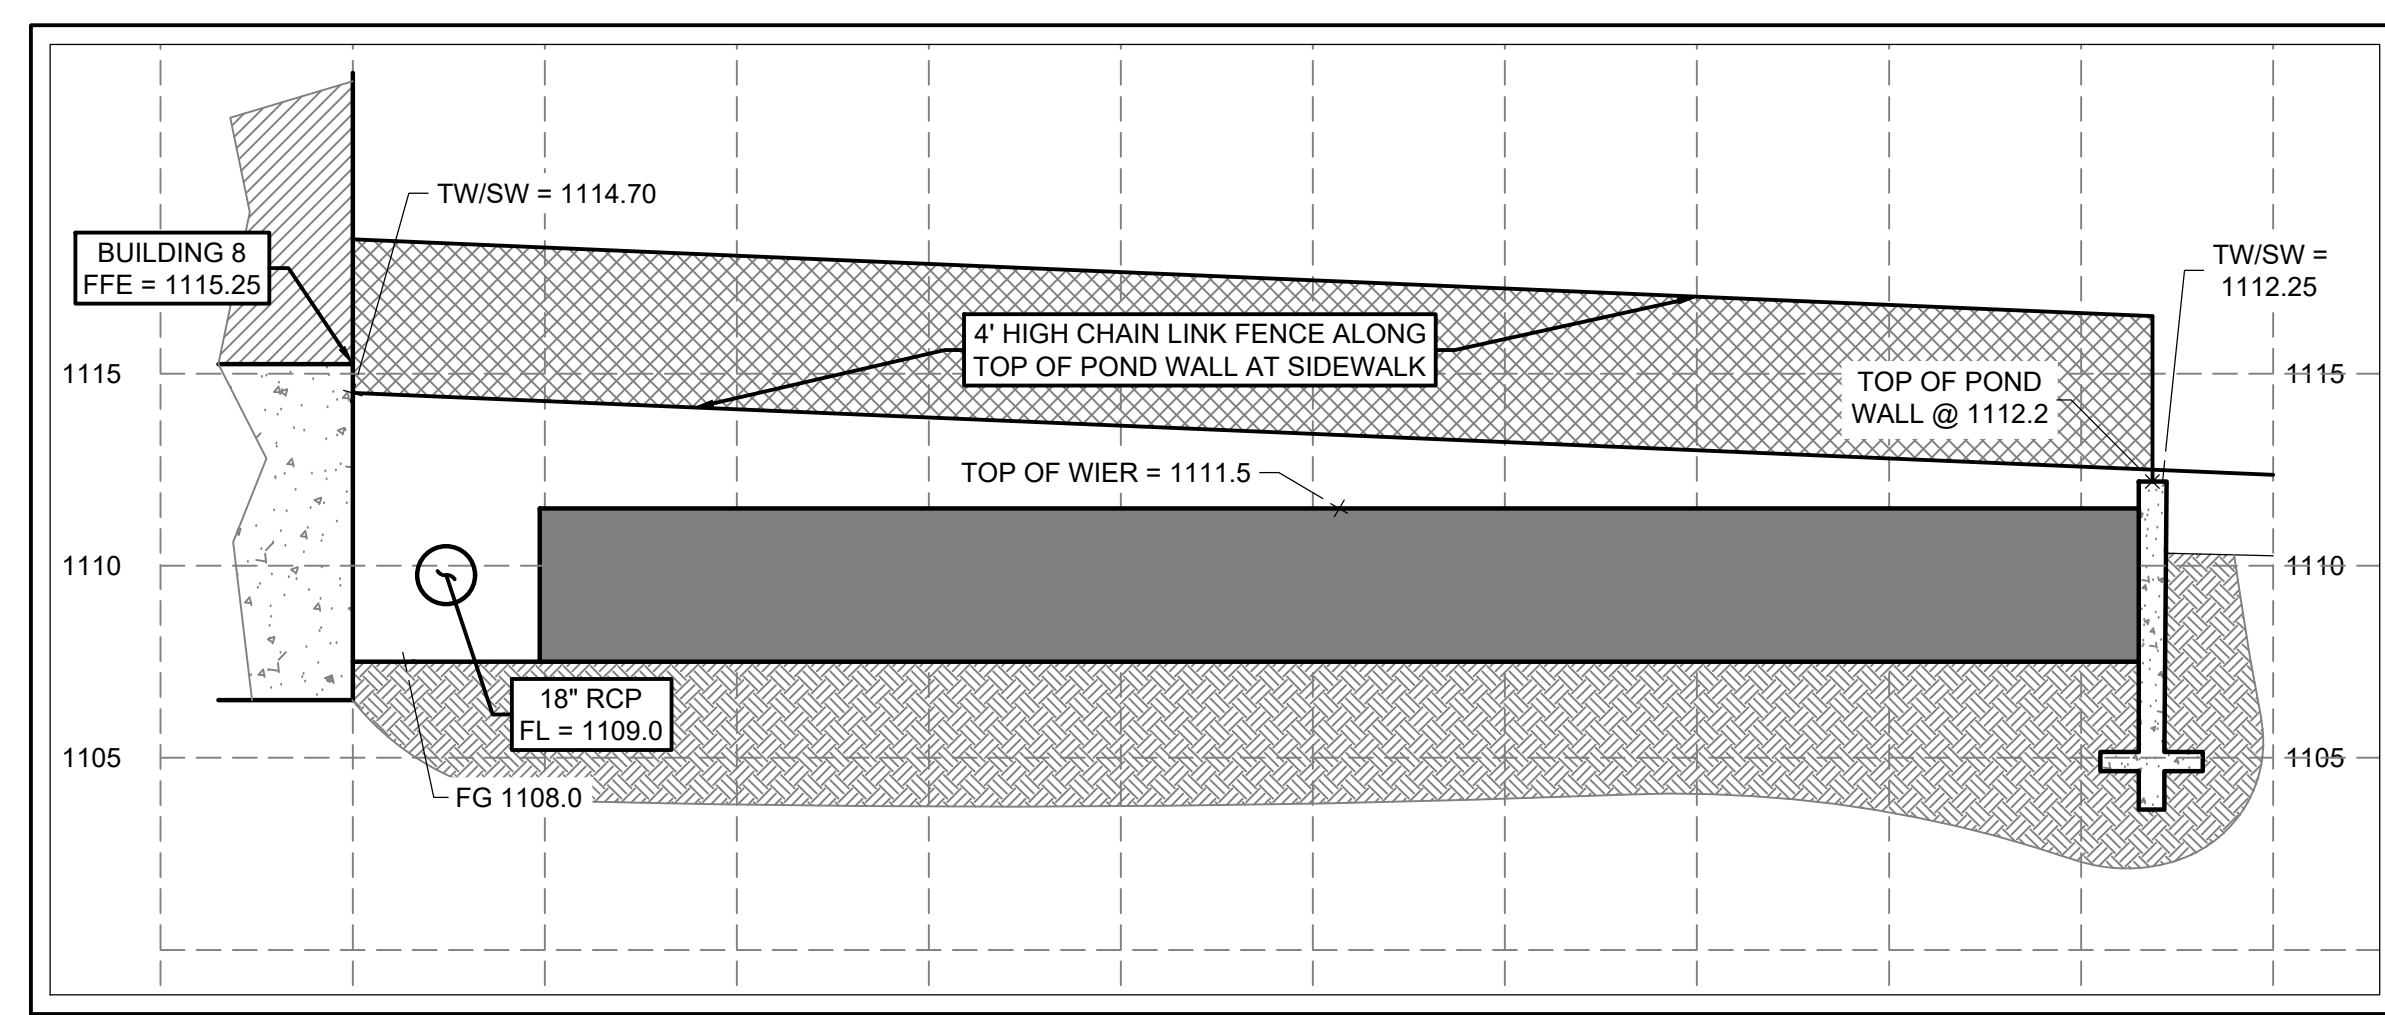 TW/SW = 1114.70
BUILDING 8
FFE = 1115.25
TW/SW =
1112.25
4' HIGH CHAIN LINK FENCE ALONG
TOP OF POND WALL AT SIDEWALK
1115
1115
TOP OF POND
WALL @ 1112.2
TOP OF WIER = 1111.5
1110
1110
18" RCP
FL = 1109.0
1105
1105
FG 1108.0